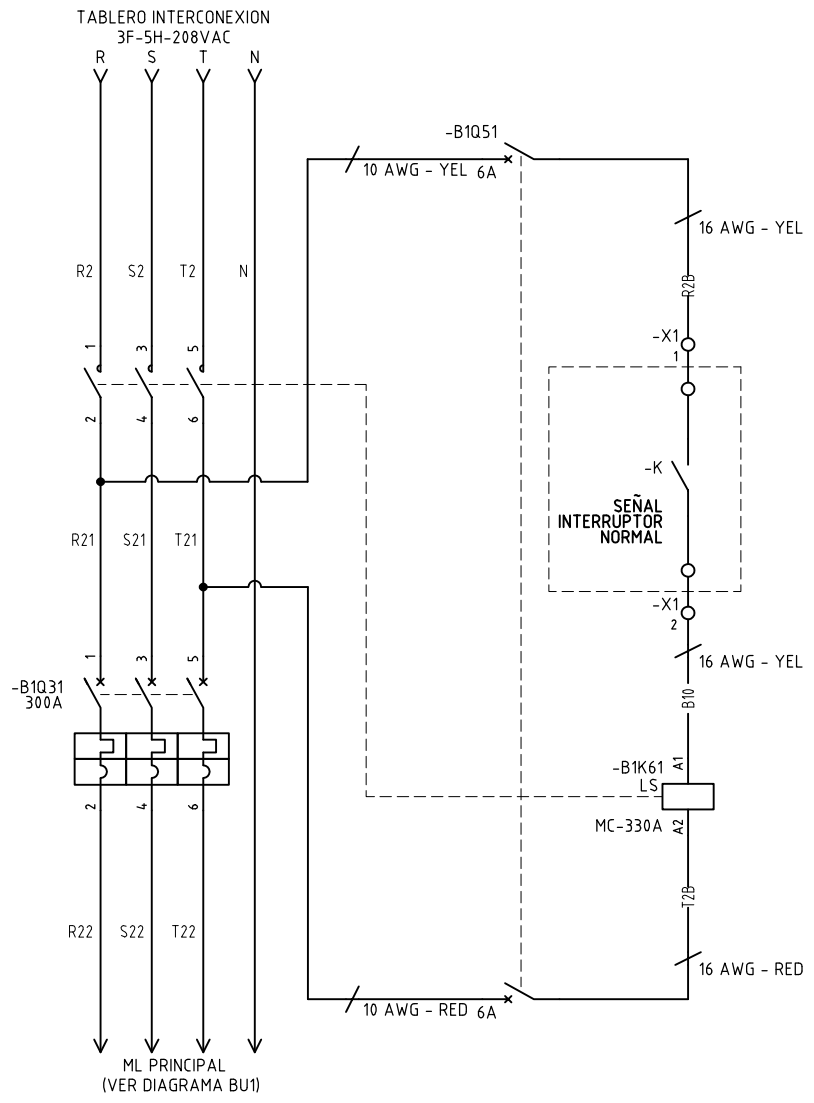 TABLERO INTERCONEXION
3F-5H-208VAC
R S T N
-B1Q51
10 AWG - YEL 6A
16 AWG - YEL
R2 S2 T2 N
R2B
-X1
1
1 3 5
2 4 6
-K
SEÑAL
INTERRUPTOR
NORMAL
R21 S21 T21
-X1
2
16 AWG - YEL
1 3 5
-B1Q31
300A
B10
-B1K61
LS
A1
MC-330A
A2
2 4 6
T2B
R22 S22 T22
16 AWG - RED
10 AWG - RED 6A
ML PRINCIPAL
(VER DIAGRAMA BU1)